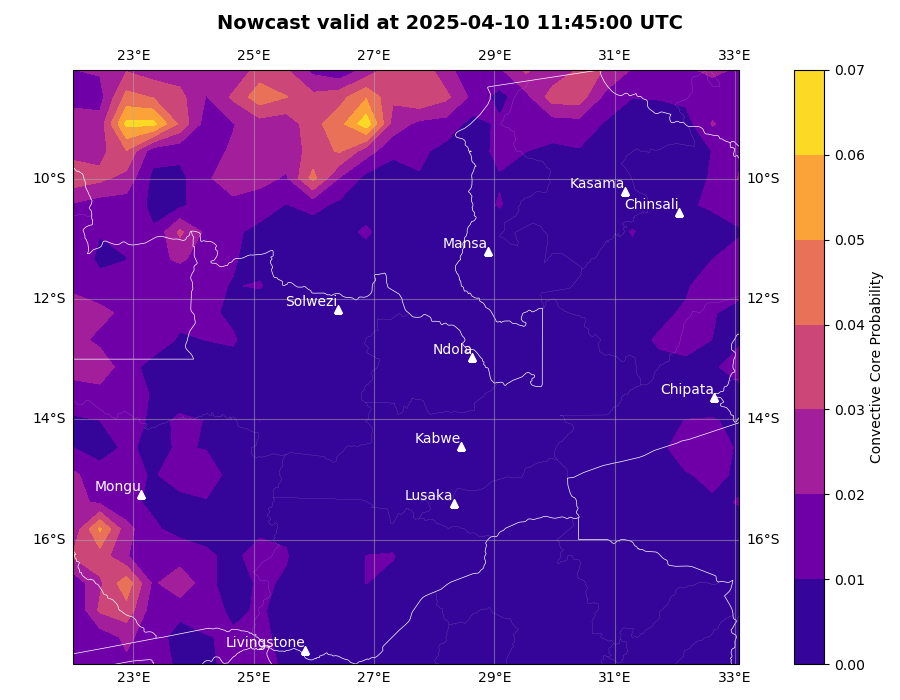 Nowcast valid at 2025-04-10 11:45:00 UTC
23°E 25°E 27°E 29°E 31°E 33°E
0.07
0.06
10°S Kasama 10°S
Chinsali
0.05
Mansa
12°S Solwezi 12°S
0.04
Ndola
Chipata
0.03
14°S 14°S
Kabwe
Convective Core Probability
Mongu Lusaka
0.02
16°S 16°S
0.01
Livingstone
0.00
23°E 25°E 27°E 29°E 31°E 33°E